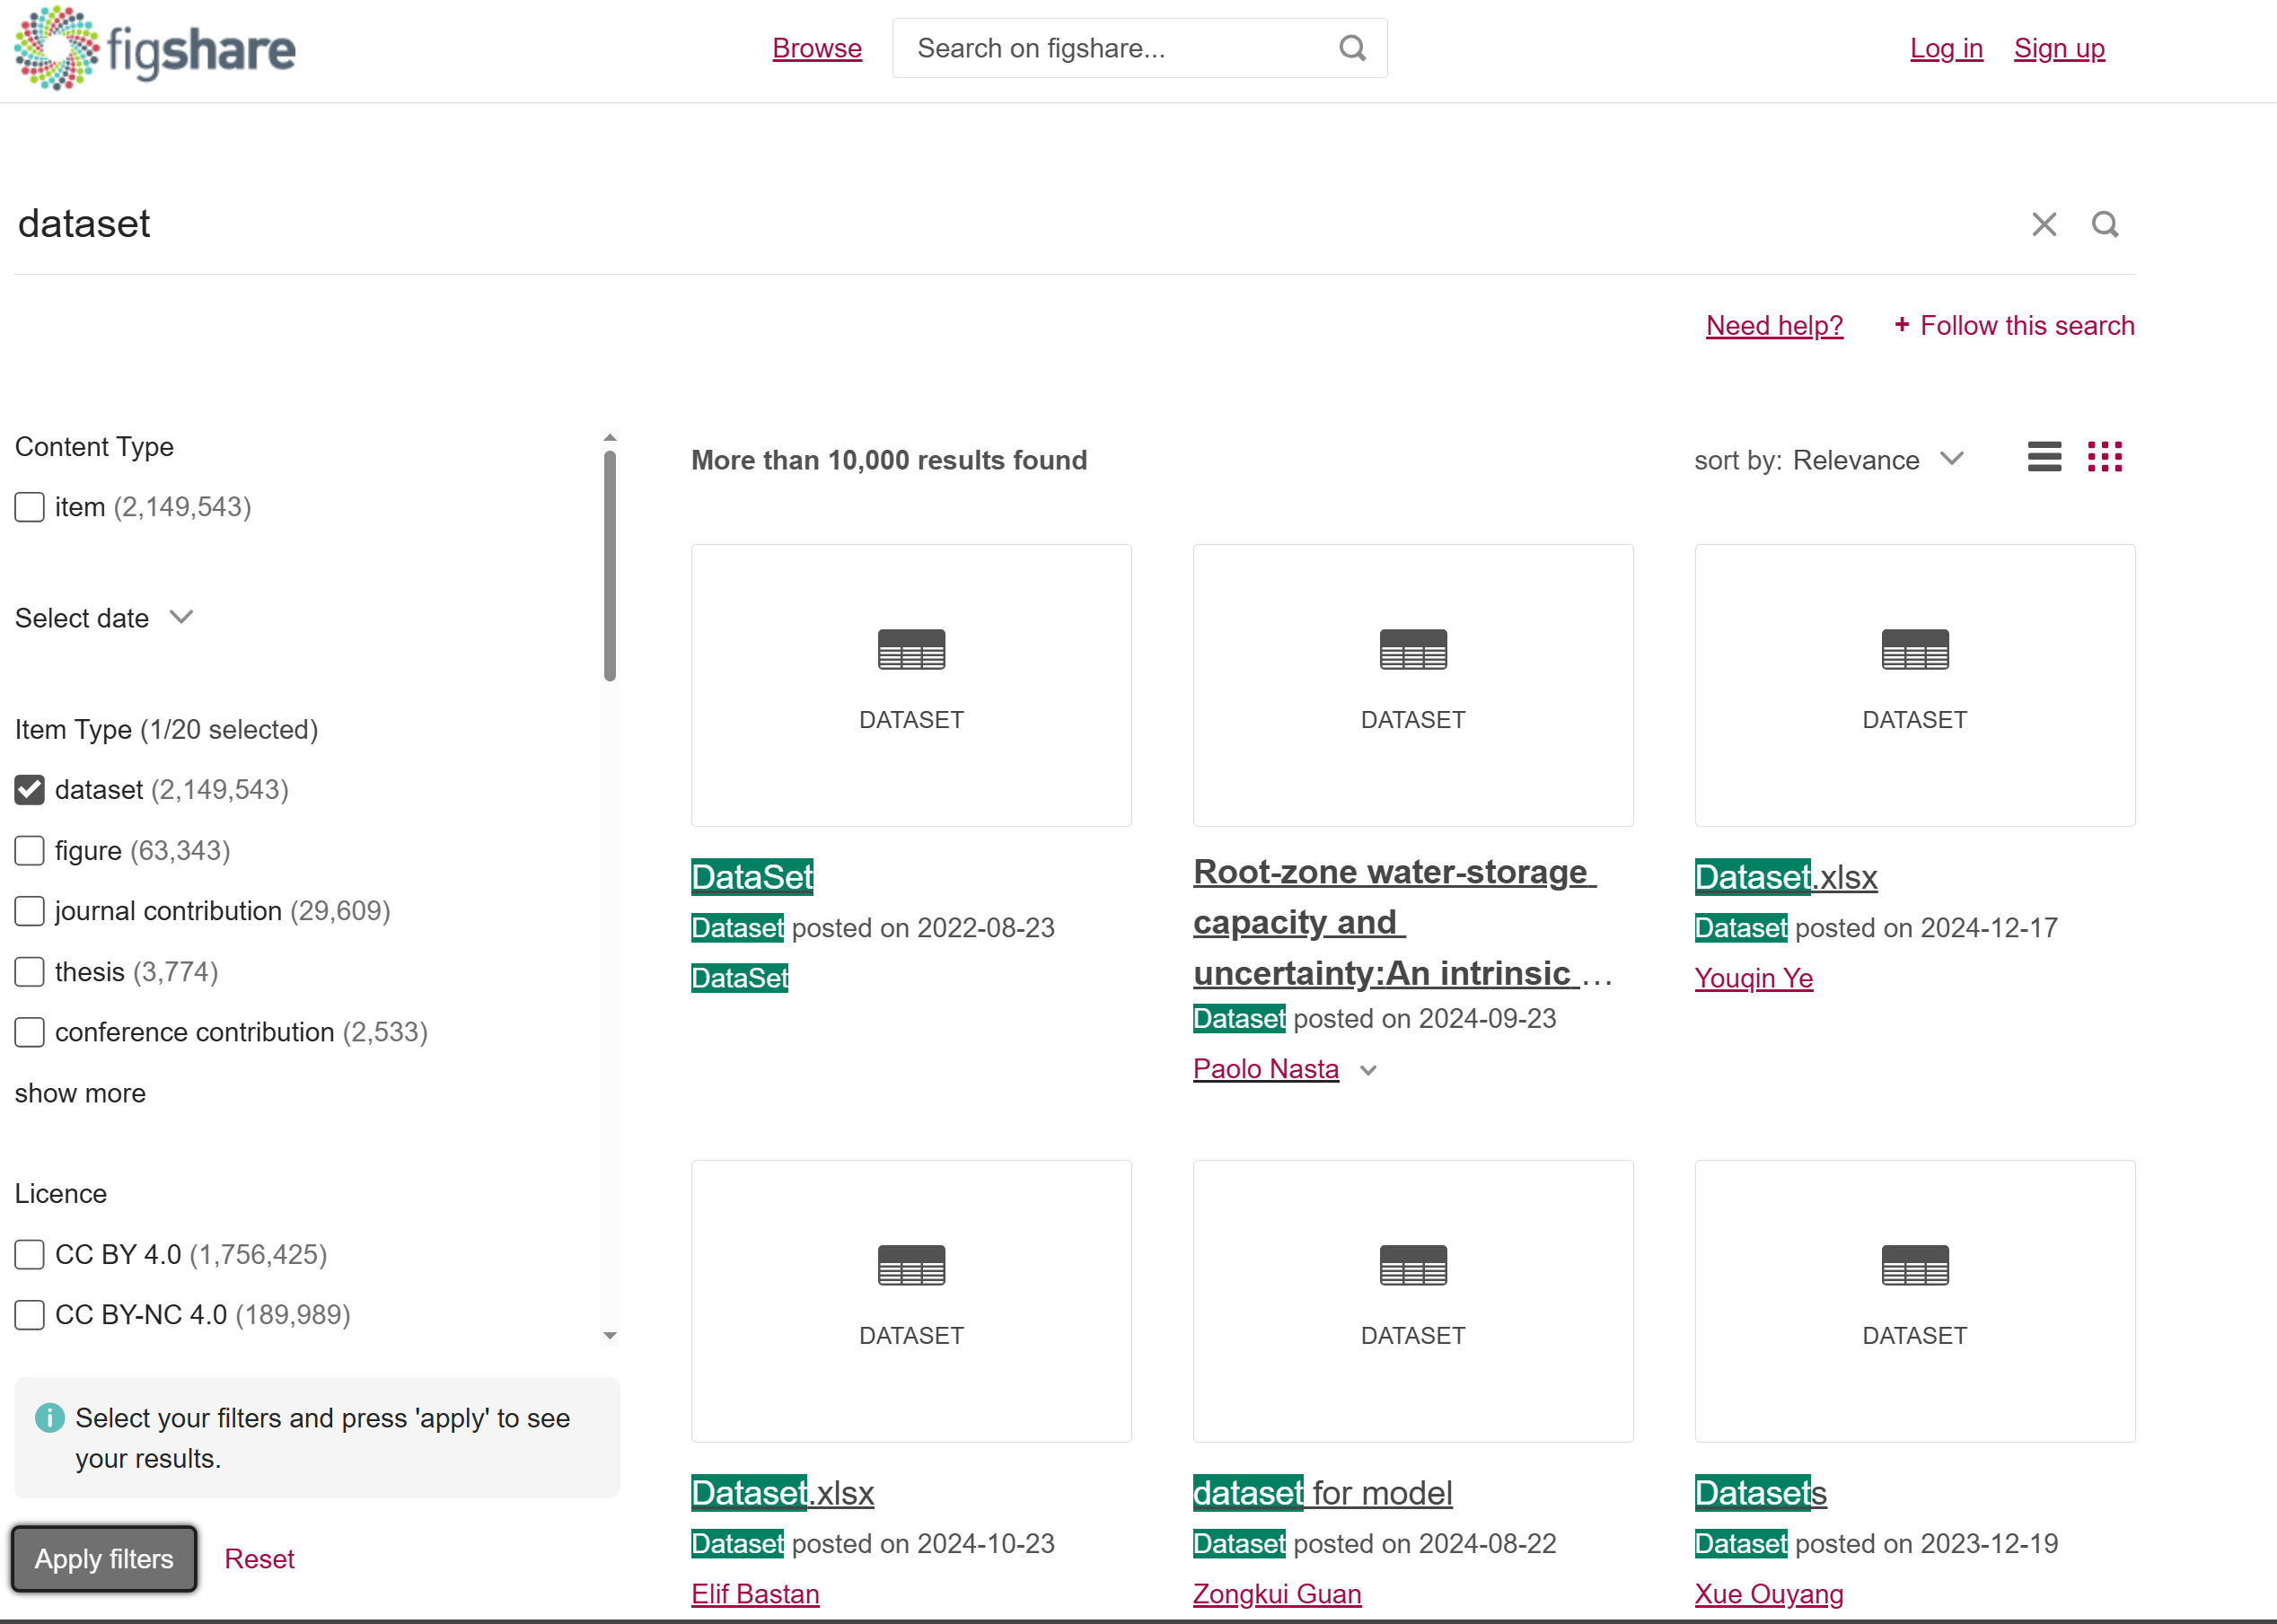 figshare
Browse
Search on figshare...
Log in
Sign up
dataset
Need help?
+ Follow this search
Content Type
item (2,149,543)
Select date
Item Type (1/20 selected)
dataset (2,149,543)
figure (63,343)
journal contribution (29,609)
thesis (3,774)
conference contribution (2,533)
show more
Licence
CC BY 4.0 (1,756,425)
CC BY-NC 4.0 (189,989)
Select your filters and press 'apply' to see
your results.
Apply filters
Reset
More than 10,000 results found
sort by: Relevance
DATASET
DataSet
Dataset posted on 2022-08-23
DataSet
DATASET
Root-zone water-storage
capacity and
uncertainty:An intrinsic ...
Dataset posted on 2024-09-23
Paolo Nasta
DATASET
Dataset.xlsx
Dataset posted on 2024-12-17
Youqin Ye
DATASET
Dataset.xlsx
Dataset posted on 2024-10-23
Elif Bastan
DATASET
dataset for model
Dataset posted on 2024-08-22
Zongkui Guan
DATASET
Datasets
Dataset posted on 2023-12-19
Xue Ouyang